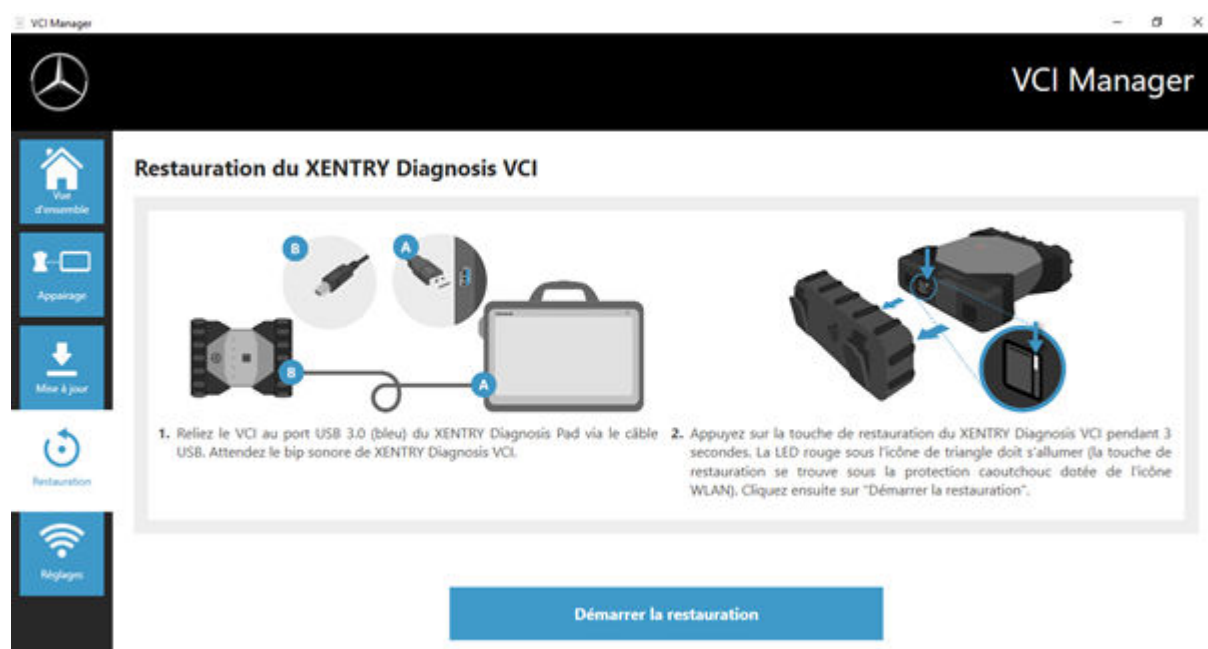 VCI Manager
VCI Manager
Vue
d'ensemble
Appairage
Mise à jour
Restauration
Réglages
Restauration du XENTRY Diagnosis VCI
B
A
B
A
1. Reliez le VCI au port USB 3.0 (bleu) du XENTRY Diagnosis Pad via le câble
USB. Attendez le bip sonore de XENTRY Diagnosis VCI.
2. Appuyez sur la touche de restauration du XENTRY Diagnosis VCI pendant 3
secondes. La LED rouge sous l'icône de triangle doit s'allumer (la touche de
restauration se trouve sous la protection caoutchouc dotée de l'icône
WLAN). Cliquez ensuite sur "Démarrer la restauration".
Démarrer la restauration